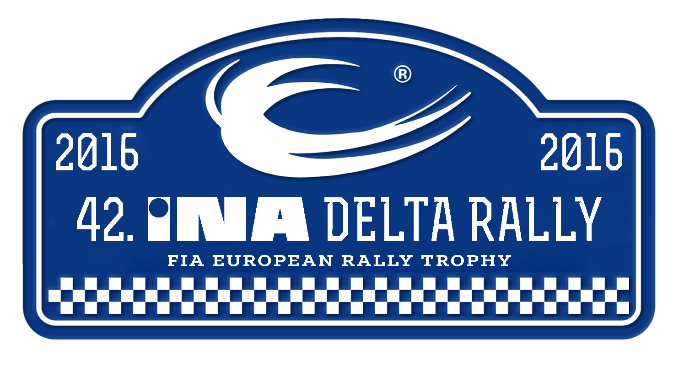 ®
2016 2016
42. iNA DELTA RALLY
FIA EUROPEAN RALLY TROPHY